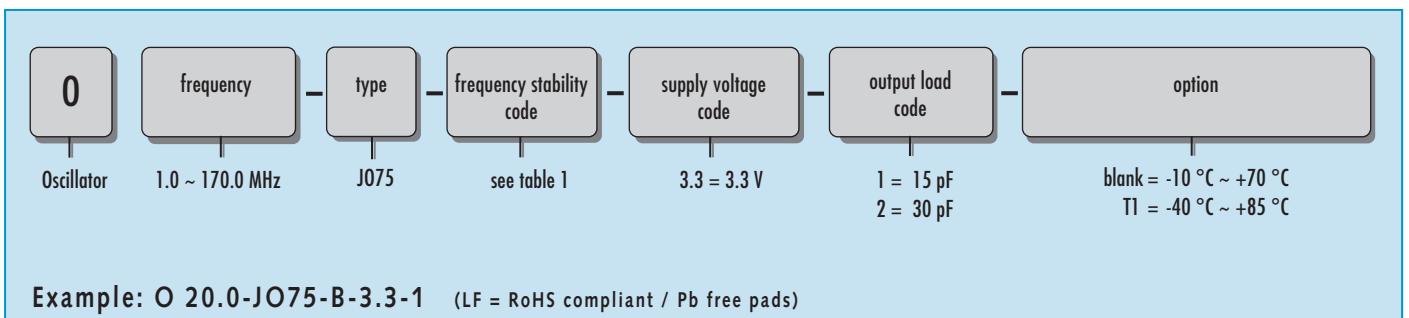 O
frequency
–
type
–
frequency stability
code
–
supply voltage
code
–
output load
code
–
option
Oscillator
1.0 ~ 170.0 MHz
JO75
see table 1
3.3 = 3.3 V
1 = 15 pF
2 = 30 pF
blank = -10 °C ~ +70 °C
T1 = -40 °C ~ +85 °C
Example: O 20.0-JO75-B-3.3-1 (LF = RoHS compliant / Pb free pads)